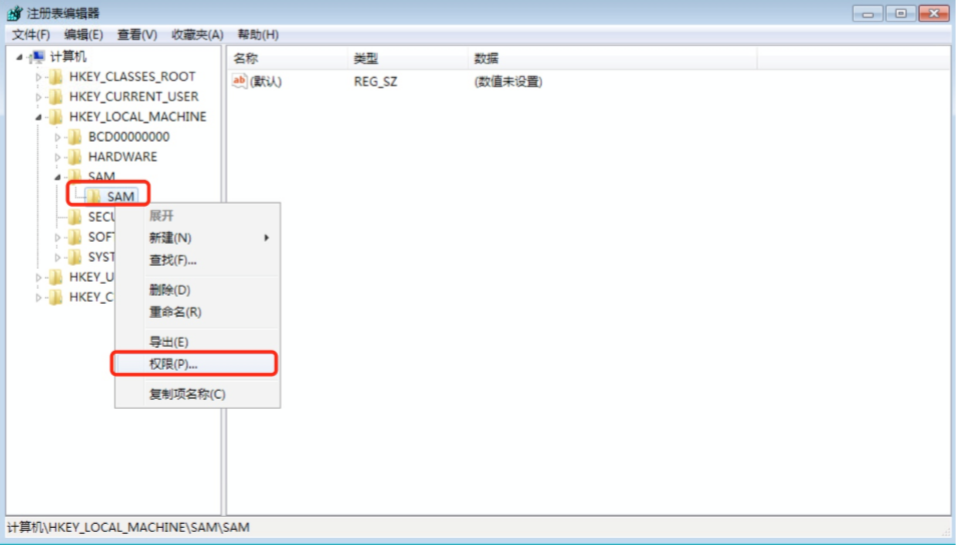 注册表编辑器
文件(F) 编辑(E) 查看(V) 收藏夹(A) 帮助(H)
计算机
HKEY_CLASSES_ROOT
HKEY_CURRENT_USER
HKEY_LOCAL_MACHINE
BCD00000000
HARDWARE
SAM
SAM
SECU
SOFT
SYST
HKEY_U
HKEY_C
名称 类型 数据
ab (默认) REG_SZ (数值未设置)
展开
新建(N)
查找(F)...
删除(D)
重命名(R)
导出(E)
权限(P)...
复制项名称(C)
计算机\HKEY_LOCAL_MACHINE\SAM\SAM